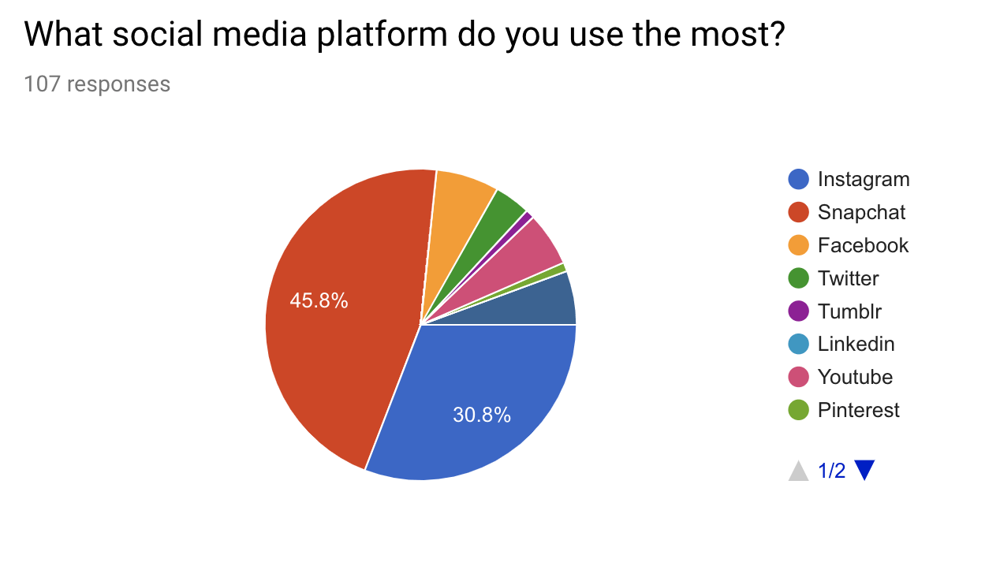 What social media platform do you use the most?
107 responses
45.8%
30.8%
Instagram
Snapchat
Facebook
Twitter
Tumblr
Linkedin
Youtube
Pinterest
1/2